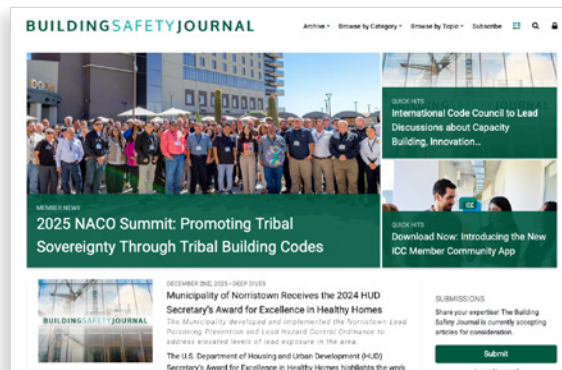 BUILDINGSAFETYJOURNAL
Archive
Browse by Category
Browse by Topic
Subscribe
MEMBER NEWS
2025 NACO Summit: Promoting Tribal
Sovereignty Through Tribal Building Codes
QUICK HITS
International Code Council to Lead
Discussions about Capacity
Building, Innovation...
ICC
QUICK HITS
Download Now: Introducing the New
ICC Member Community App
BUILDINGSAFETYJOURNAL
DECEMBER 2ND, 2025 • DEEP DIVES
Municipality of Norristown Receives the 2024 HUD
Secretary's Award for Excellence in Healthy Homes
The Municipality developed and implemented the Norristown Lead
Poisoning Prevention and Lead Hazard Control Ordinance to
address elevated levels of lead exposure in the area.
The U.S. Department of Housing and Urban Development (HUD)
Secretary's Award for Excellence in Healthy Homes highlights the work
SUBMISSIONS
Share your expertise! The Building
Safety Journal is currently accepting
articles for consideration.
Submit